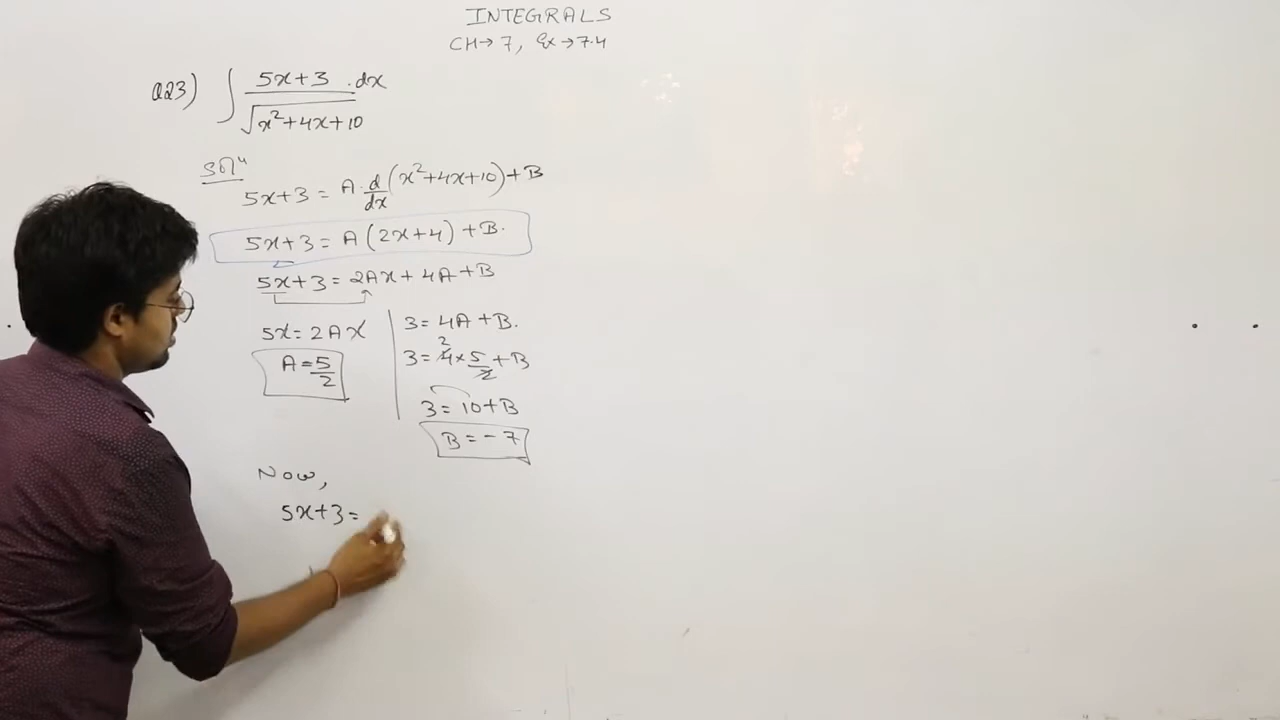 INTEGRALS
CH→7, Ex→7.4
Q23) ∫ 5x+3 / √x²+4x+10 .dx
Solⁿ
5x+3 = A · d/dx (x²+4x+10) + B
5x+3 = A(2x+4) + B.
5x+3 = 2Ax + 4A + B
5x = 2Ax
A = 5/2
3 = 4A + B.
3 = 4 2 × 5/2 + B
3 = 10 + B
B = -7
Now,
5x+3 =